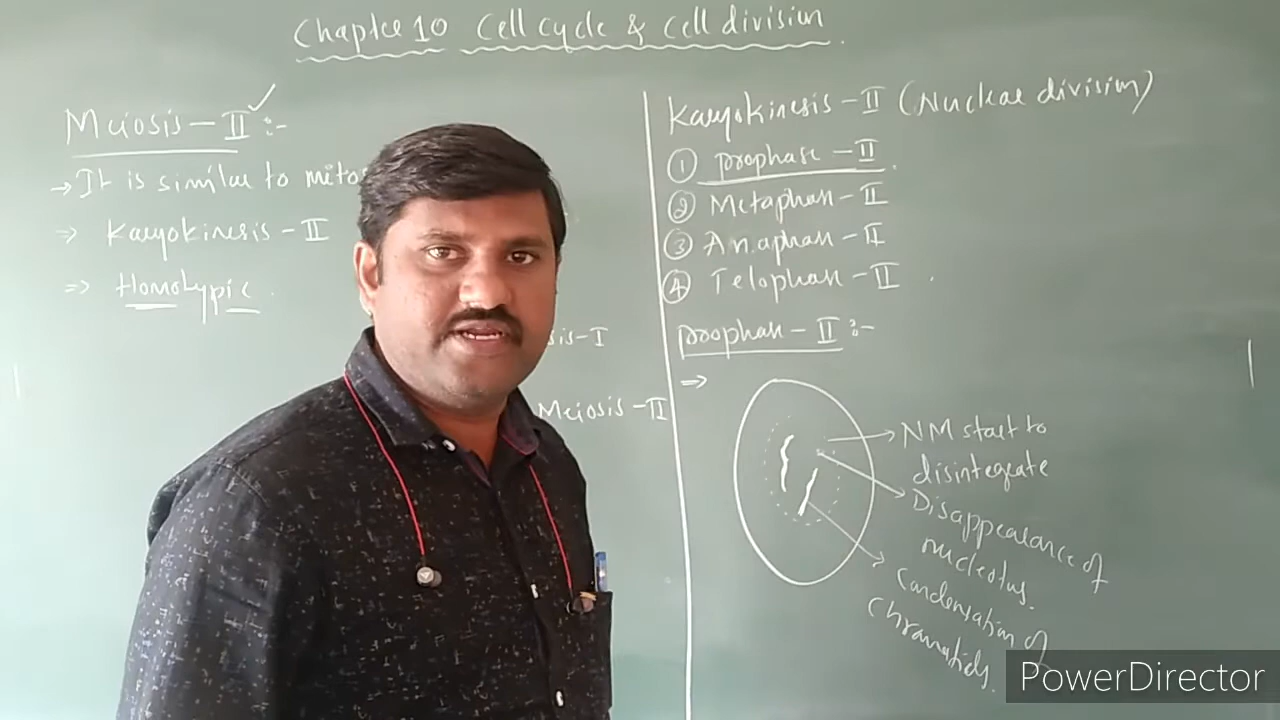 Chapter 10 Cell cycle & Cell division.
Meiosis - II :-
→ It is similar to mitos
⇒ Karyokinesis - II
⇒ Homotypic.
sis - I
Meiosis - II
Karyokinesis - II (Nuclear division)
① prophase - II.
② Metaphase - II
③ Anaphase - II
④ Telophase - II.
prophase - II :-
⇒
NM start to
disintegrate
Disappearance of
nucleolus.
Condensation of
Chromatids.
PowerDirector